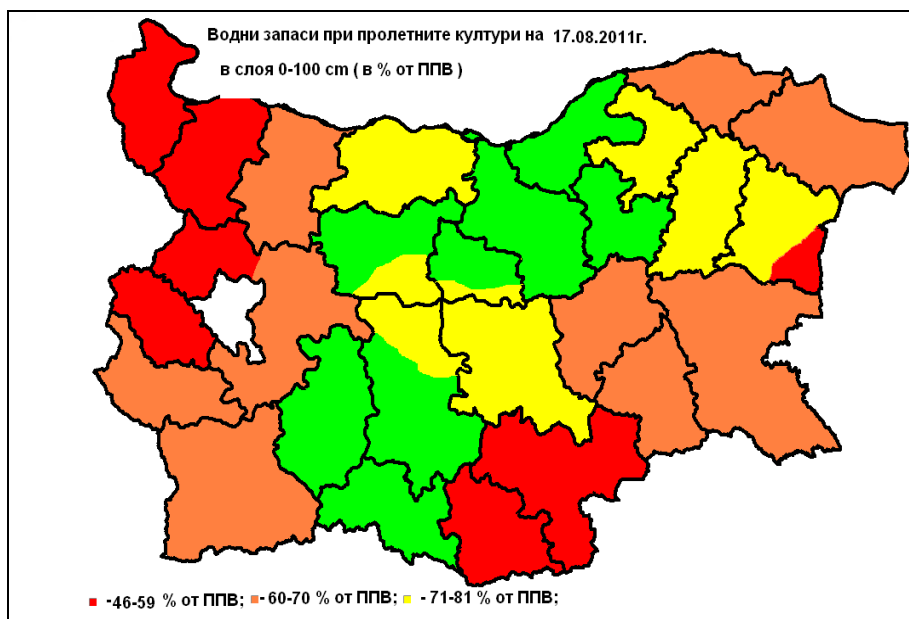 Водни запаси при пролетните култури на 17.08.2011г.
в слоя 0-100 cm ( в % от ППВ )
-46-59 % от ППВ; - 60-70 % от ППВ; - 71-81 % от ППВ;